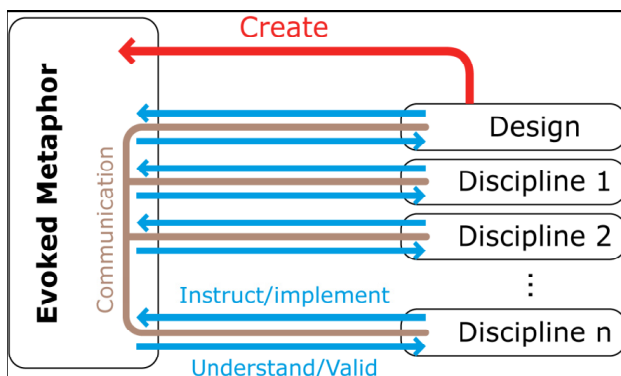 Create
Evoked Metaphor
Communication
Design
Discipline 1
Discipline 2
⋮
Instruct/implement
Discipline n
Understand/Valid